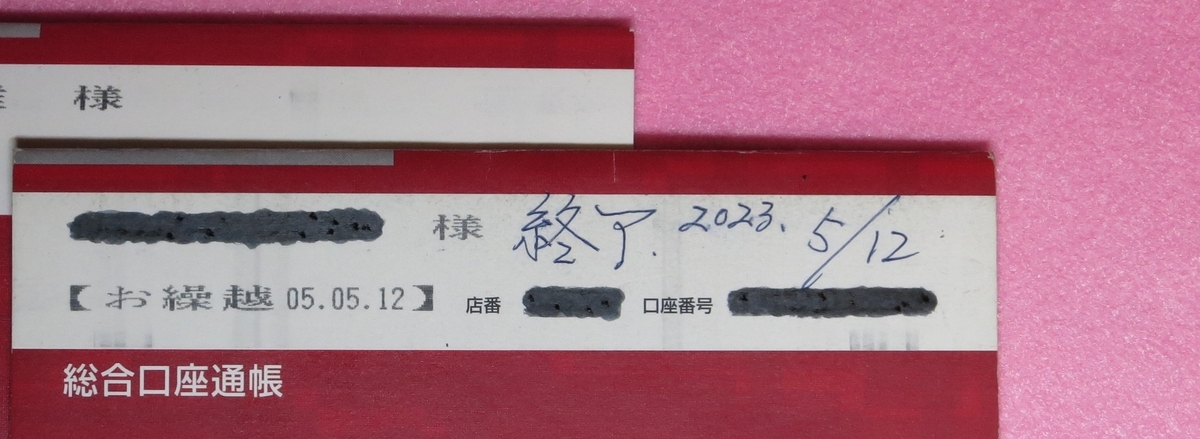 様
様 終了. 2023. 5/12
【お繰越 05.05.12】 店番 口座番号
総合口座通帳